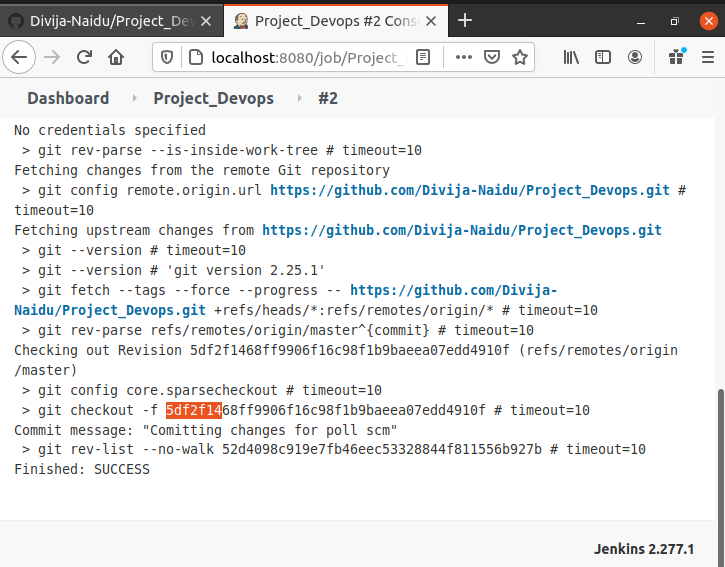 Divija-Naidu/Project_Dev
Project_Devops #2 Cons
localhost:8080/job/Project_
Dashboard Project_Devops #2
No credentials specified
> git rev-parse --is-inside-work-tree # timeout=10
Fetching changes from the remote Git repository
> git config remote.origin.url https://github.com/Divija-Naidu/Project_Devops.git #
timeout=10
Fetching upstream changes from https://github.com/Divija-Naidu/Project_Devops.git
> git --version # timeout=10
> git --version # 'git version 2.25.1'
> git fetch --tags --force --progress -- https://github.com/Divija-
Naidu/Project_Devops.git +refs/heads/*:refs/remotes/origin/* # timeout=10
> git rev-parse refs/remotes/origin/master^{commit} # timeout=10
Checking out Revision 5df2f1468ff9906f16c98f1b9baeea07edd4910f (refs/remotes/origin
/master)
> git config core.sparsecheckout # timeout=10
> git checkout -f 5df2f1468ff9906f16c98f1b9baeea07edd4910f # timeout=10
Commit message: "Comitting changes for poll scm"
> git rev-list --no-walk 52d4098c919e7fb46eec53328844f811556b927b # timeout=10
Finished: SUCCESS
Jenkins 2.277.1